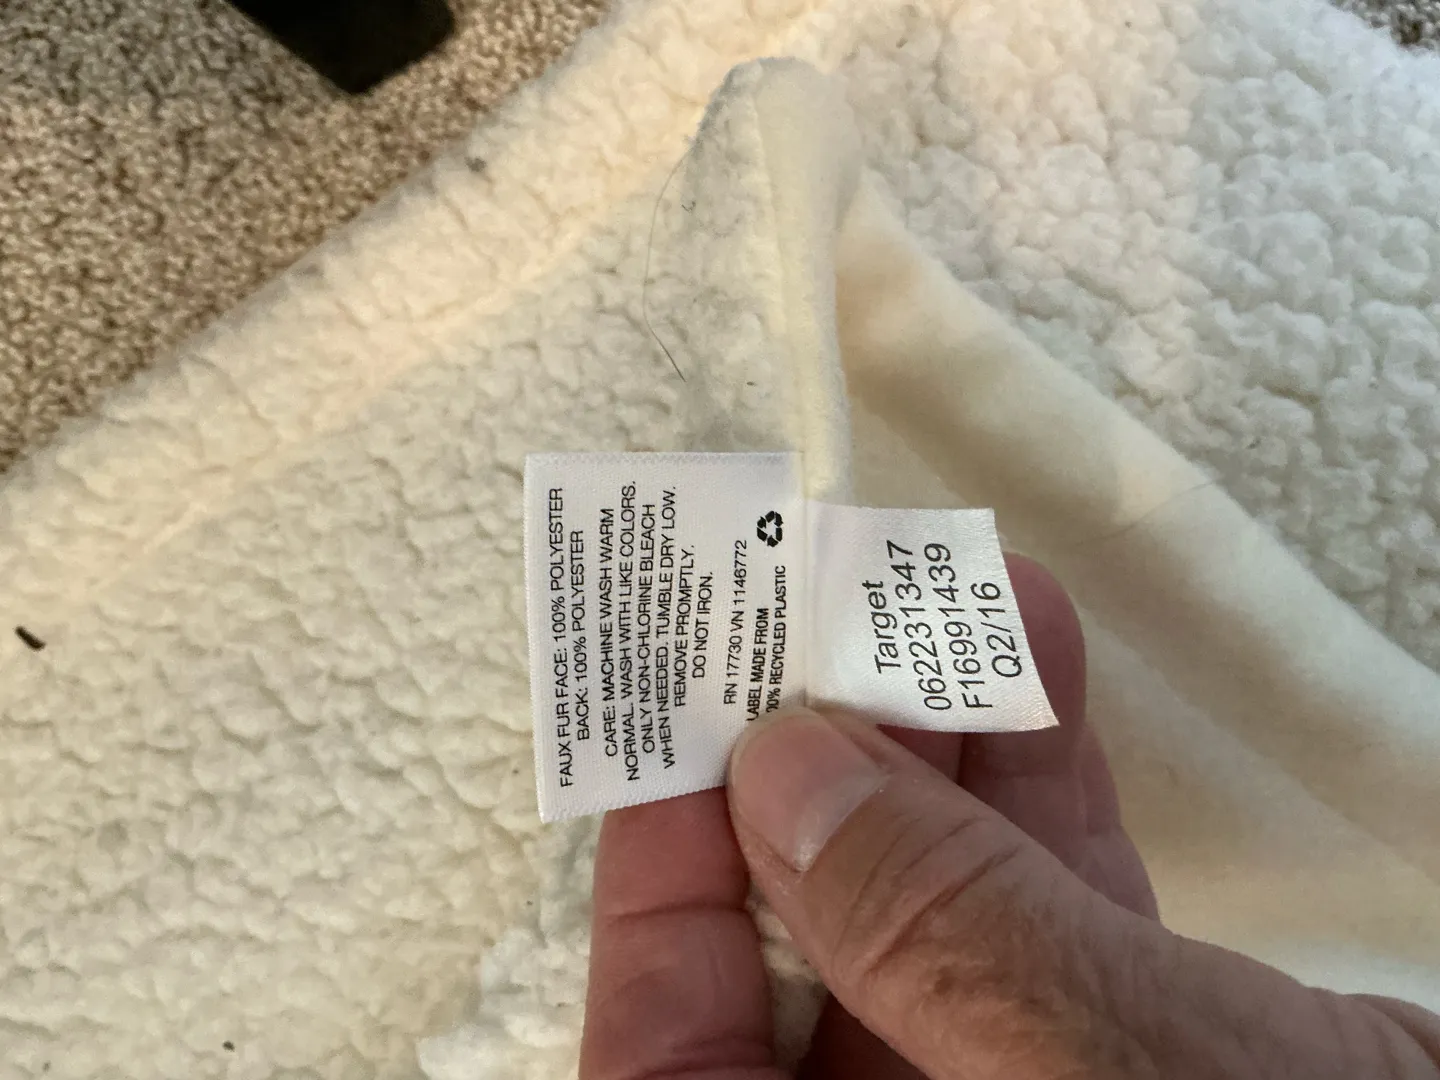 FAUX FUR FACE: 100% POLYESTER
BACK: 100% POLYESTER
CARE: MACHINE WASH WARM
NORMAL. WASH WITH LIKE COLORS.
ONLY NON-CHLORINE BLEACH
WHEN NEEDED. TUMBLE DRY LOW.
REMOVE PROMPTLY.
DO NOT IRON.
RN 17730 VN 1146772
LABEL MADE FROM
00% RECYCLED PLASTIC
Target
062231347
F16991439
Q2/16